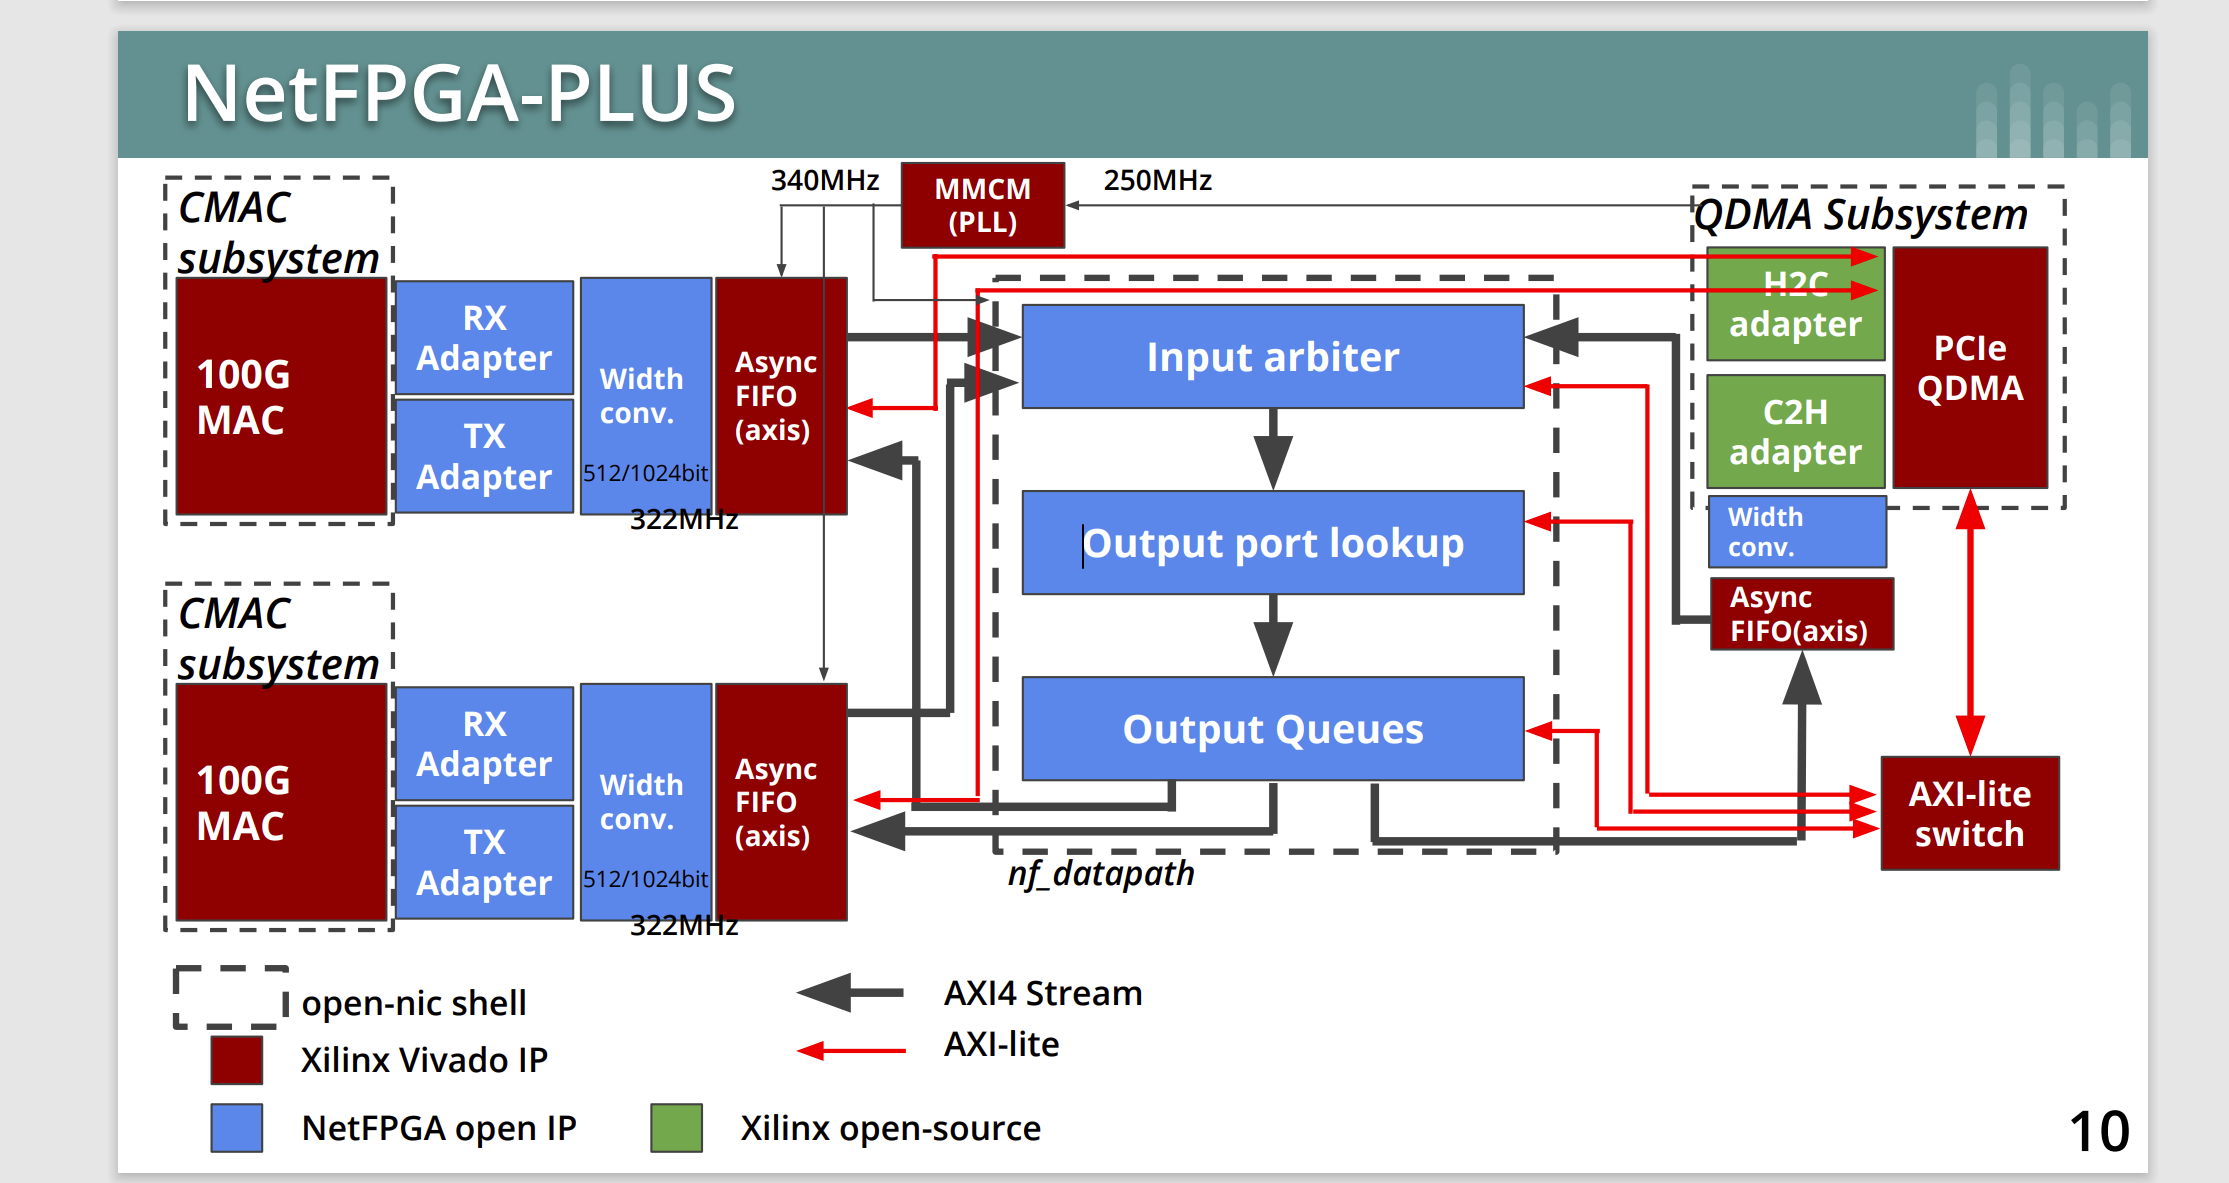 NetFPGA-PLUS
340MHz
MMCM
(PLL)
250MHz
CMAC
subsystem
100G
MAC
RX
Adapter
TX
Adapter
Width
conv.
512/1024bit
322MHz
Async
FIFO
(axis)
CMAC
subsystem
100G
MAC
RX
Adapter
TX
Adapter
Width
conv.
512/1024bit
322MHz
Async
FIFO
(axis)
Input arbiter
Output port lookup
Output Queues
nf_datapath
QDMA Subsystem
H2C
adapter
C2H
adapter
PCIe
QDMA
Width
conv.
Async
FIFO(axis)
AXI-lite
switch
open-nic shell
Xilinx Vivado IP
NetFPGA open IP
Xilinx open-source
AXI4 Stream
AXI-lite
10